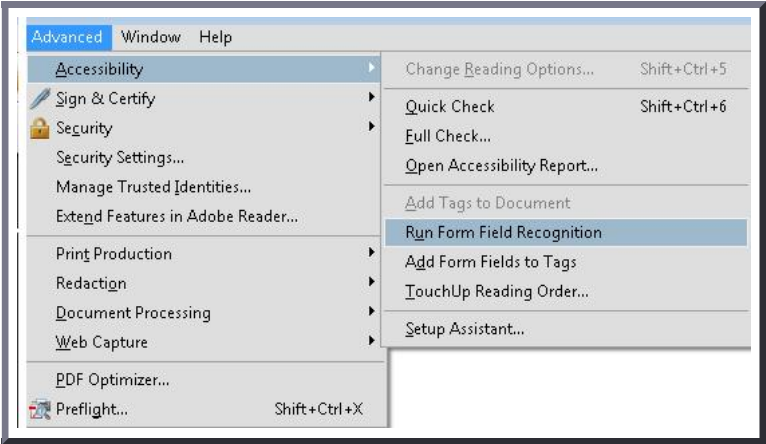 Advanced Window Help
Accessibility
Sign & Certify
Security
Security Settings...
Manage Trusted Identities...
Extend Features in Adobe Reader...
Print Production
Redaction
Document Processing
Web Capture
PDF Optimizer...
Preflight... Shift+Ctrl+X
Change Reading Options... Shift+Ctrl+5
Quick Check Shift+Ctrl+6
Full Check...
Open Accessibility Report...
Add Tags to Document
Run Form Field Recognition
Add Form Fields to Tags
TouchUp Reading Order...
Setup Assistant...